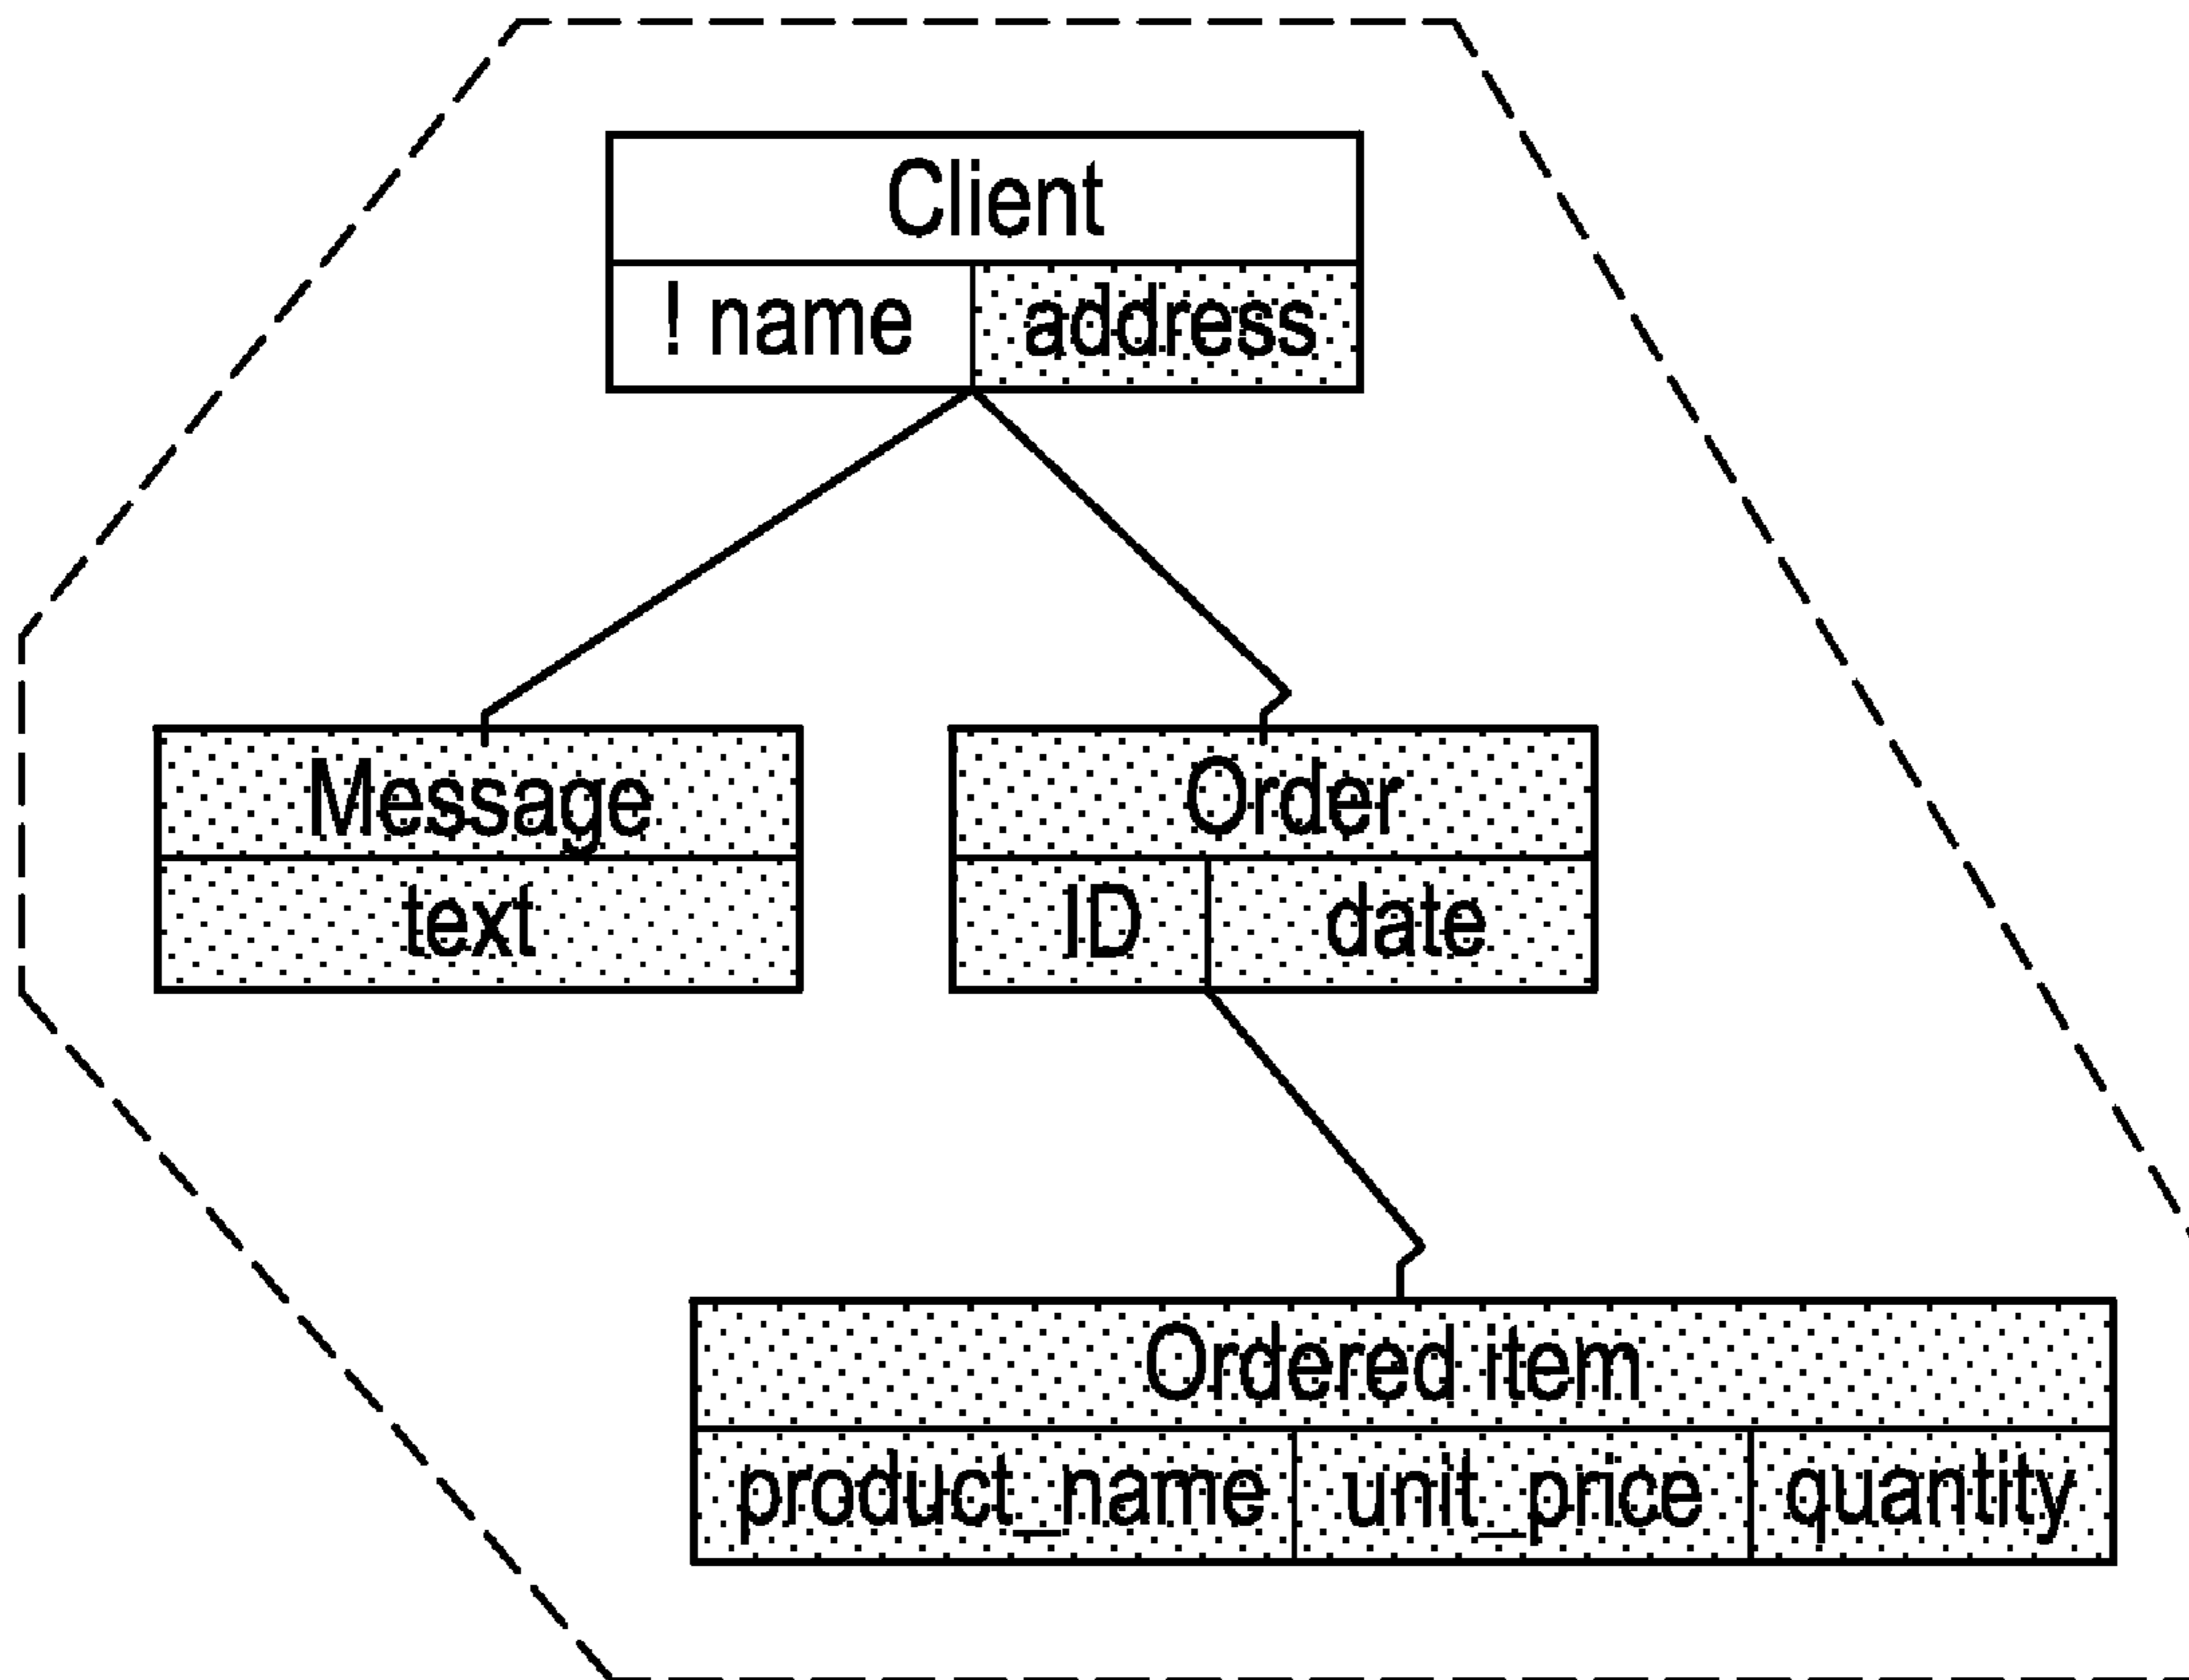 Client
! name address
Message Order
text ID date
Ordered item
product_name unit_price quantity